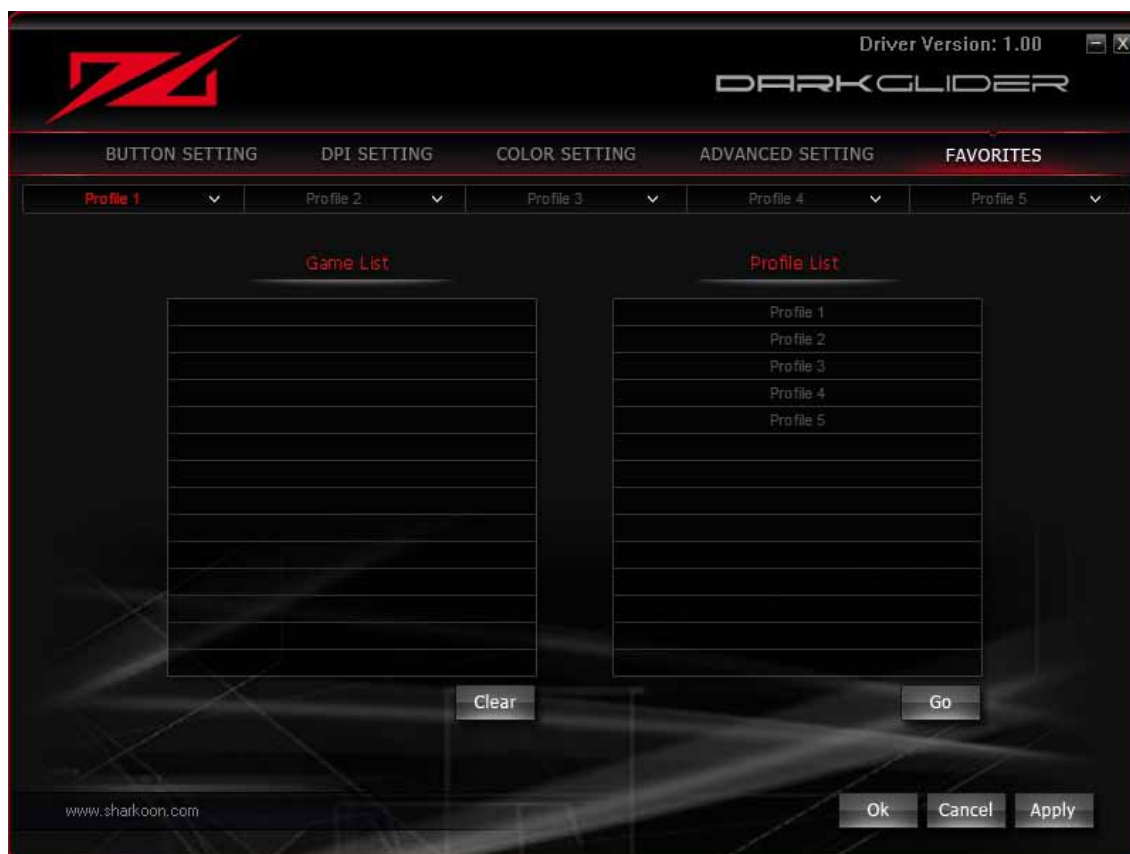 Driver Version: 1.00
DARKGLIDER
BUTTON SETTING DPI SETTING COLOR SETTING ADVANCED SETTING FAVORITES
Profile 1 Profile 2 Profile 3 Profile 4 Profile 5
Game List Profile List
Profile 1
Profile 2
Profile 3
Profile 4
Profile 5
Clear Go
www.sharkoon.com Ok Cancel Apply